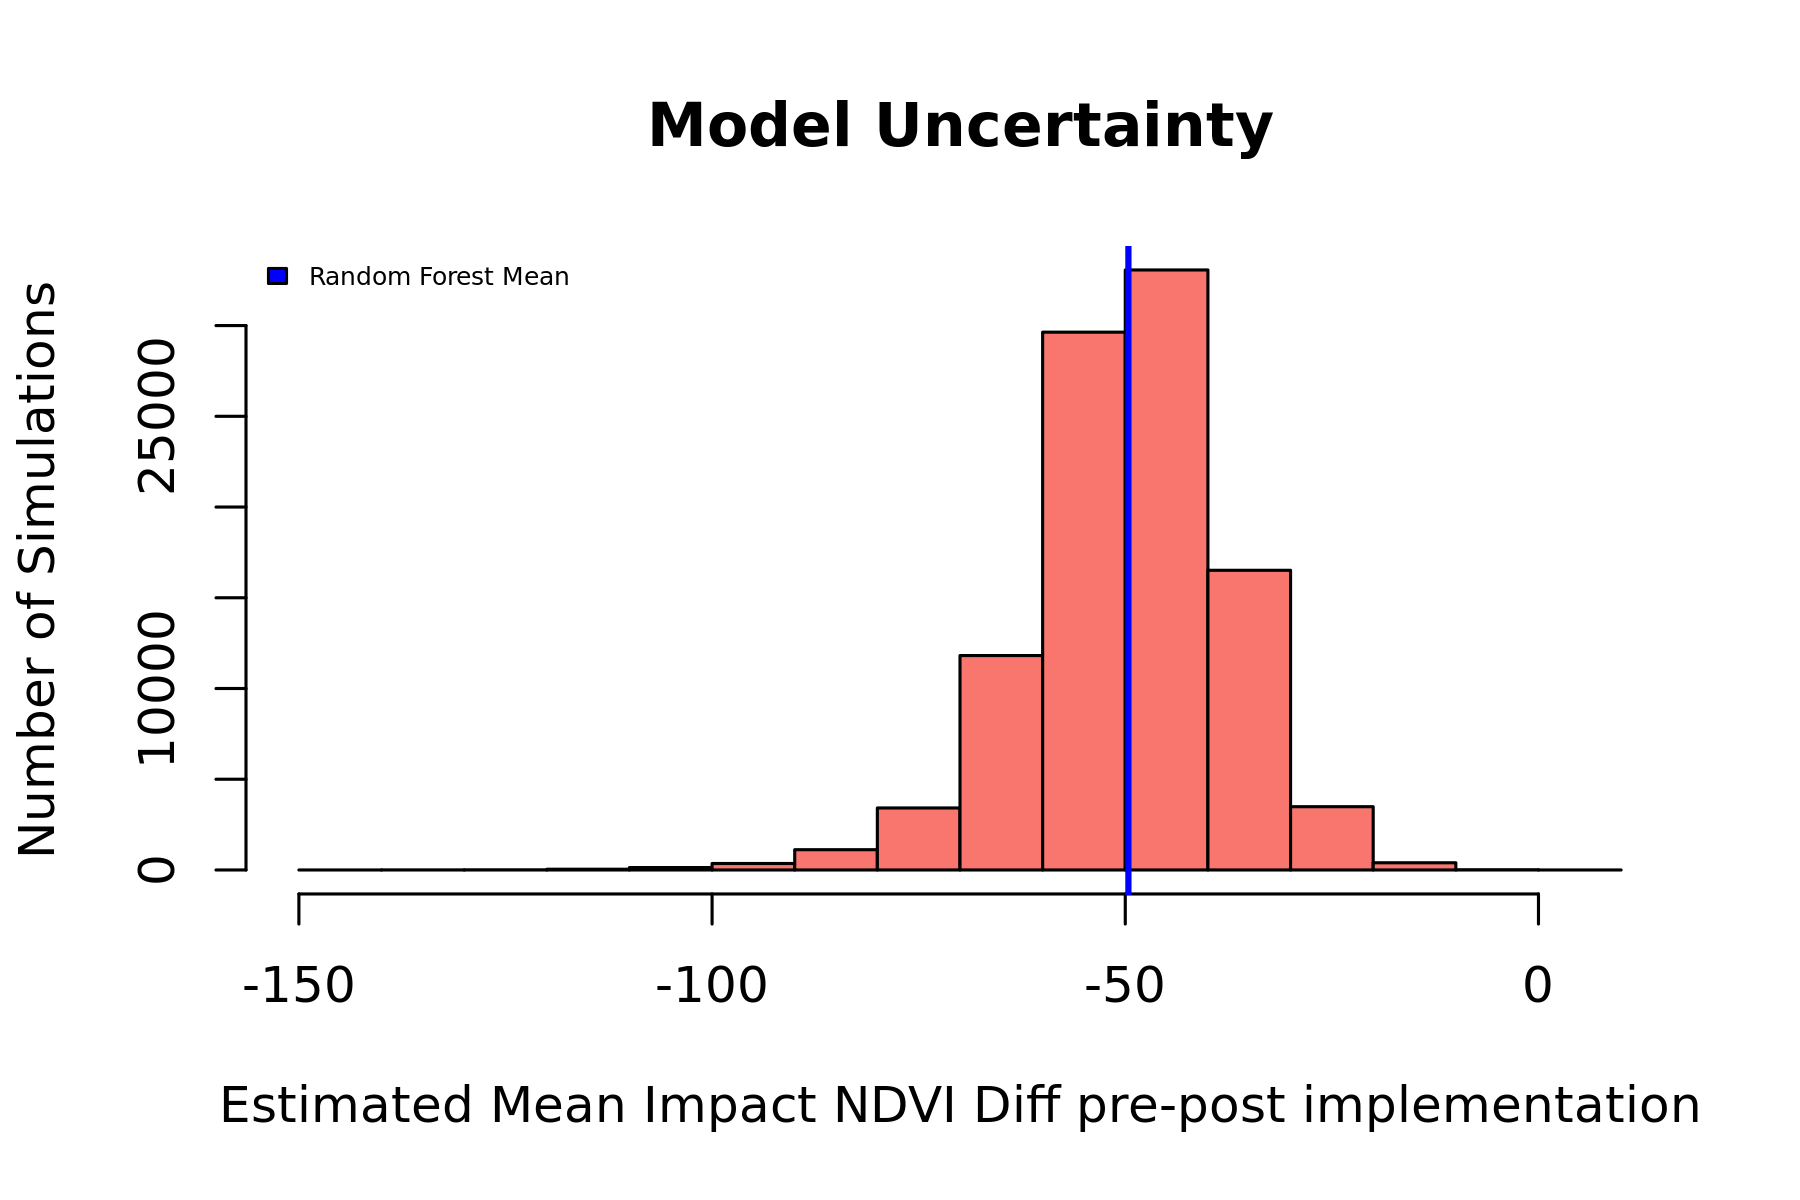 Model Uncertainty
Random Forest Mean
Number of Simulations
25000
10000
0
-150 -100 -50 0
Estimated Mean Impact NDVI Diff pre-post implementation